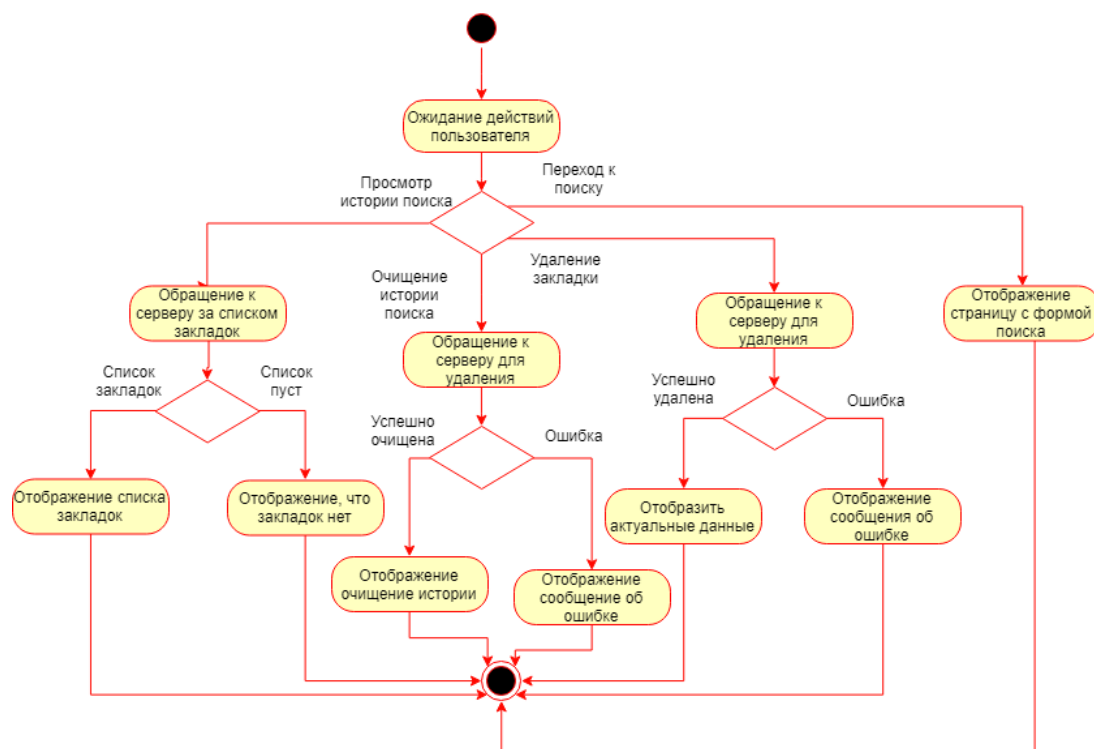 Ожидание действий
пользователя
Просмотр
истории поиска
Переход к
поиску
Очищение
истории
поиска
Удаление
закладки
Обращение к
серверу за списком
закладок
Обращение к
серверу для
удаления
Обращение к
серверу для
удаления
Отображение
страницу с формой
поиска
Список
закладок
Список
пуст
Успешно
очищена
Ошибка
Успешно
удалена
Ошибка
Отображение списка
закладок
Отображение, что
закладок нет
Отображение
очищение истории
Отображение
сообщение об
ошибке
Отобразить
актуальные данные
Отображение
сообщения об
ошибке